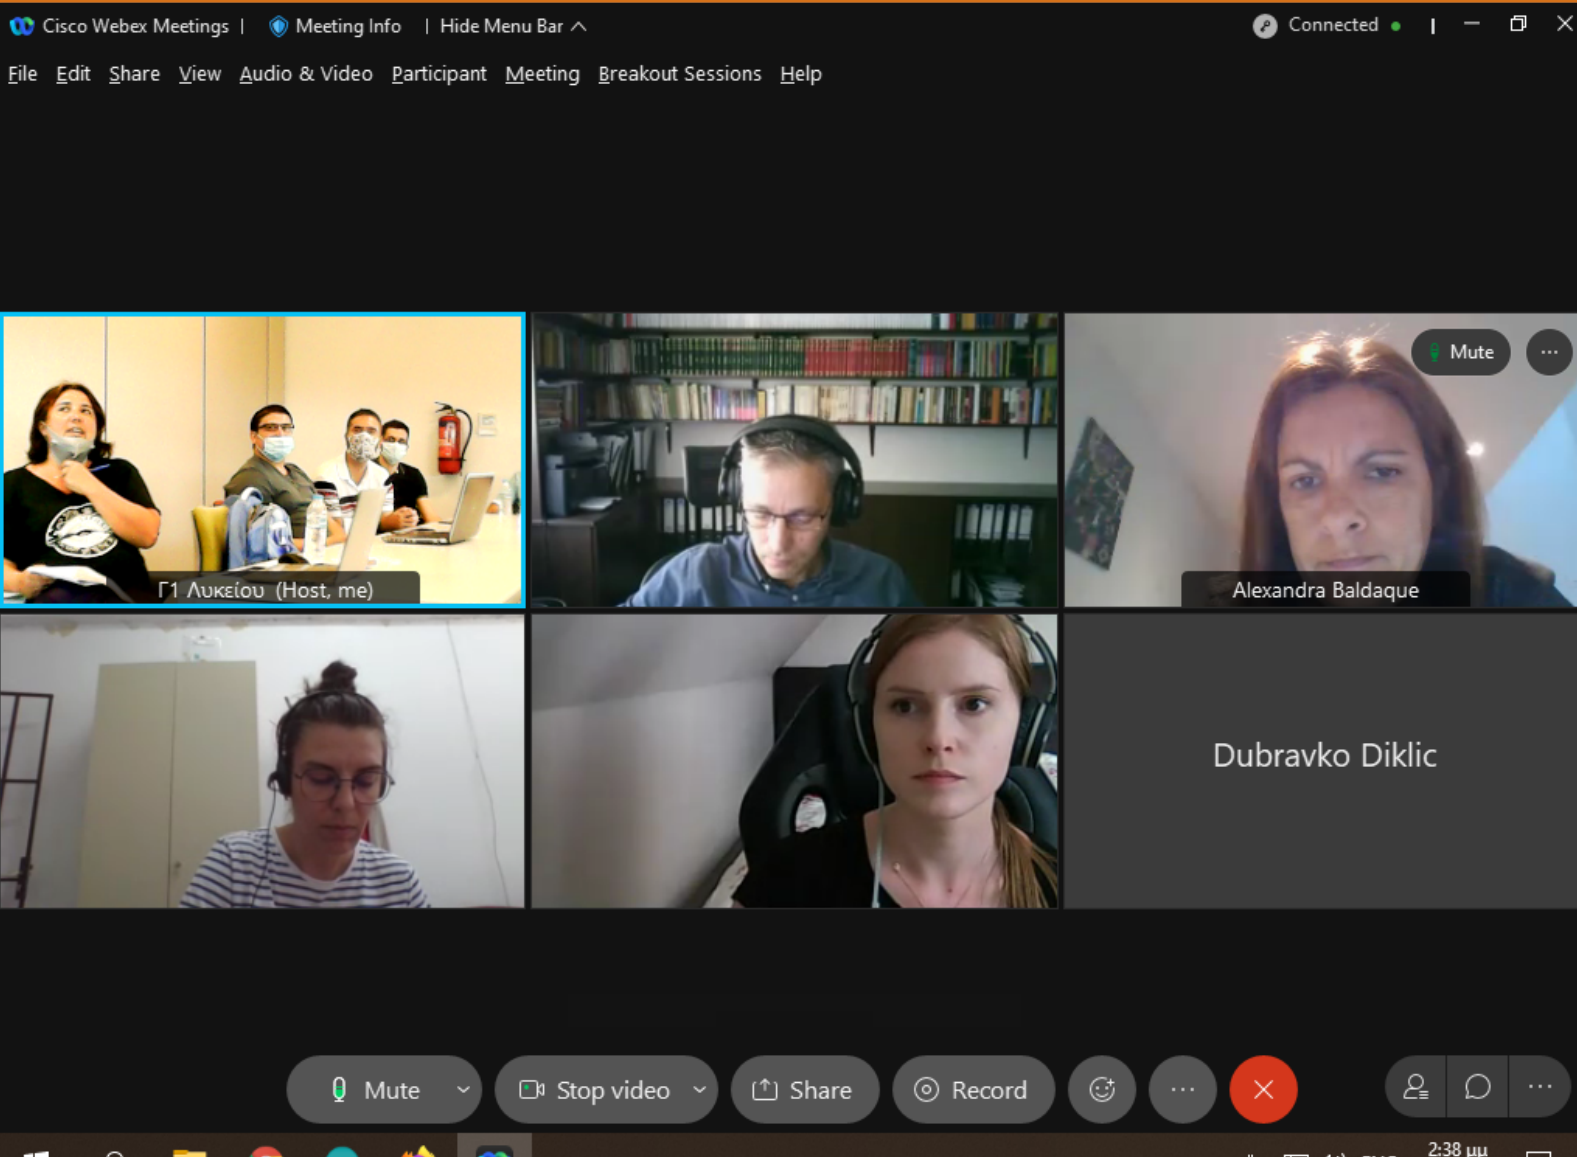 Cisco Webex Meetings | Meeting Info | Hide Menu Bar
Connected
File Edit Share View Audio & Video Participant Meeting Breakout Sessions Help
Mute
Γ1 Λυκείου (Host, me)
Alexandra Baldaque
Dubravko Diklic
Mute
Stop video
Share
Record
2:38 μμ